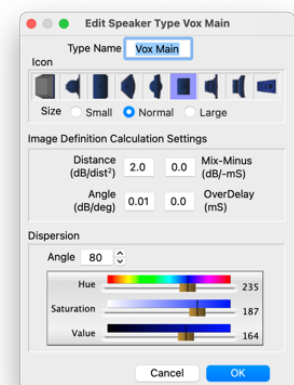 Edit Speaker Type Vox Main
Type Name Vox Main
Icon
Size Small Normal Large
Image Definition Calculation Settings
Distance (dB/dist²) 2.0 0.0 Mix-Minus (dB/-mS)
Angle (dB/deg) 0.01 0.0 OverDelay (mS)
Dispersion
Angle 80
Hue 235
Saturation 187
Value 164
Cancel OK